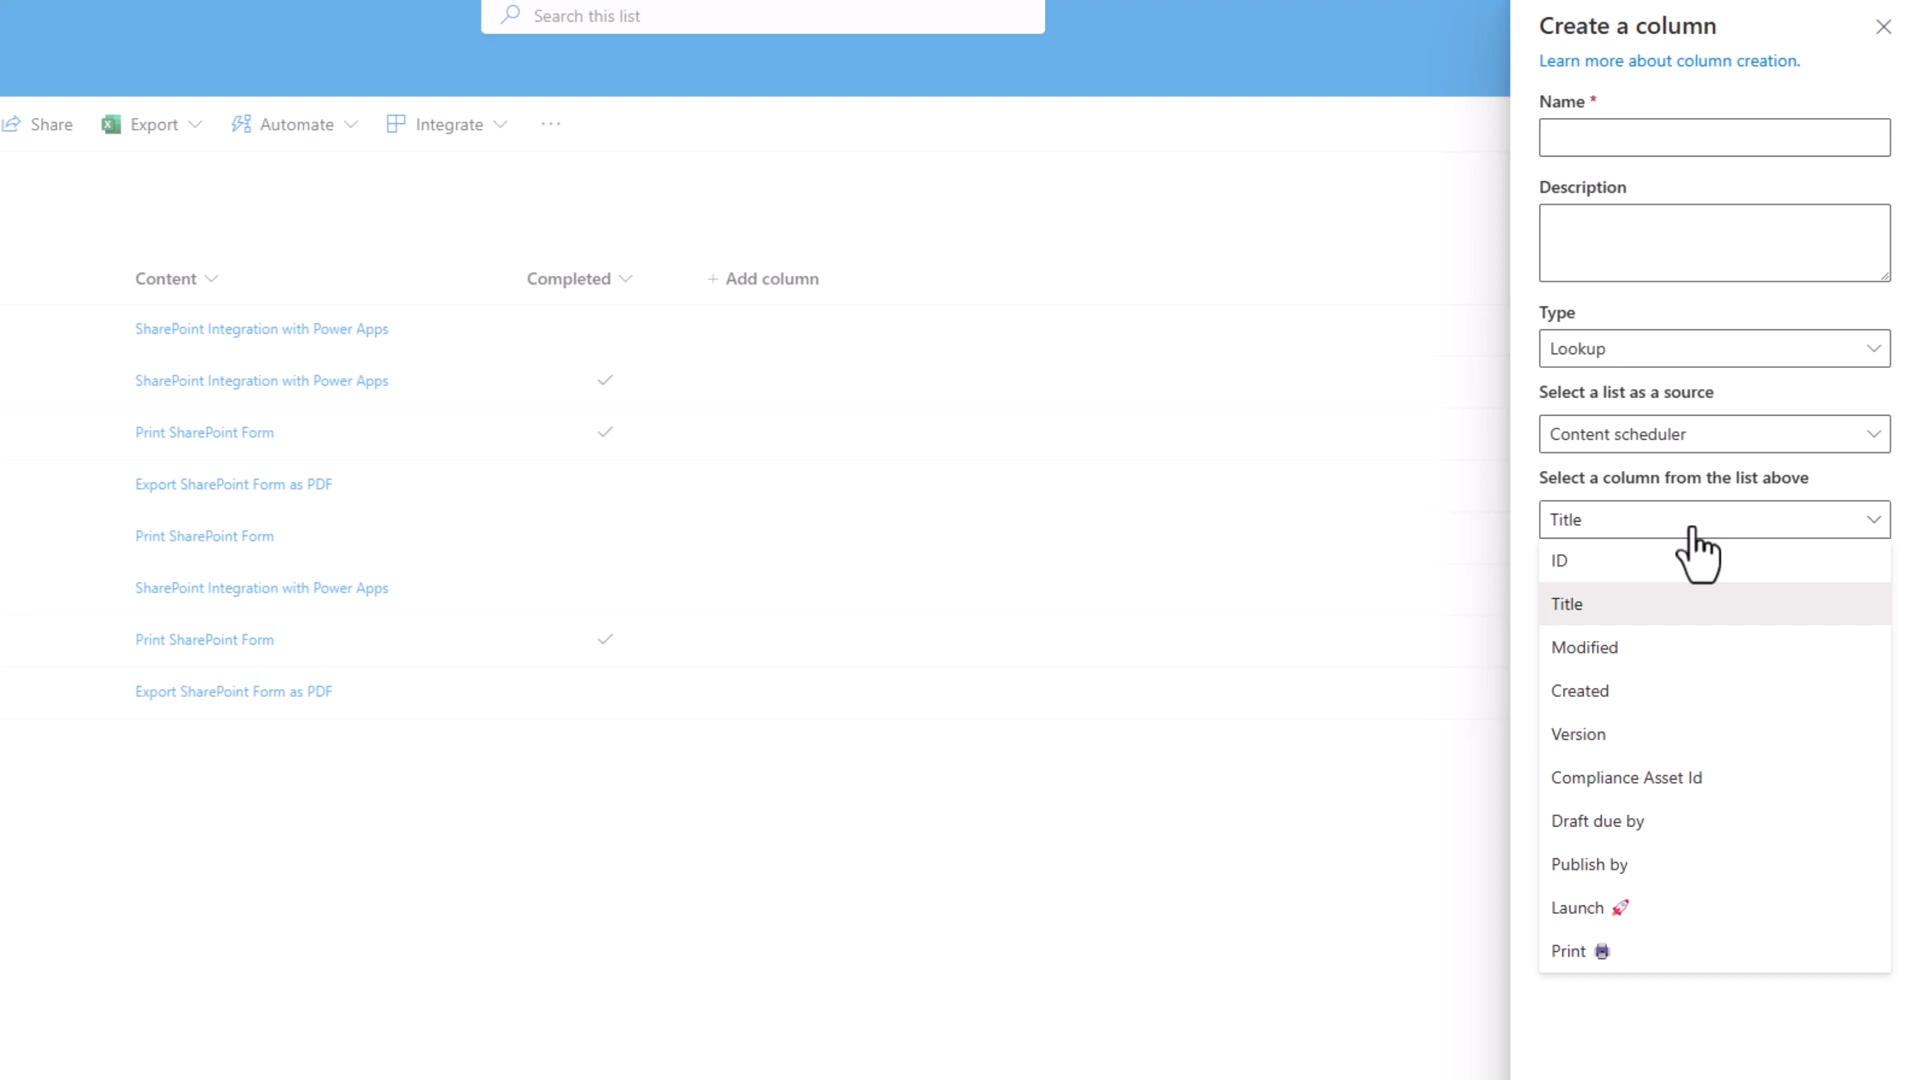 Search this list
Share
Export
Automate
Integrate
Content
Completed
+ Add column
SharePoint Integration with Power Apps
SharePoint Integration with Power Apps
Print SharePoint Form
Export SharePoint Form as PDF
Print SharePoint Form
SharePoint Integration with Power Apps
Print SharePoint Form
Export SharePoint Form as PDF
Create a column
Learn more about column creation.
Name *
Description
Type
Lookup
Select a list as a source
Content scheduler
Select a column from the list above
Title
ID
Title
Modified
Created
Version
Compliance Asset Id
Draft due by
Publish by
Launch 🚀
Print 🖨